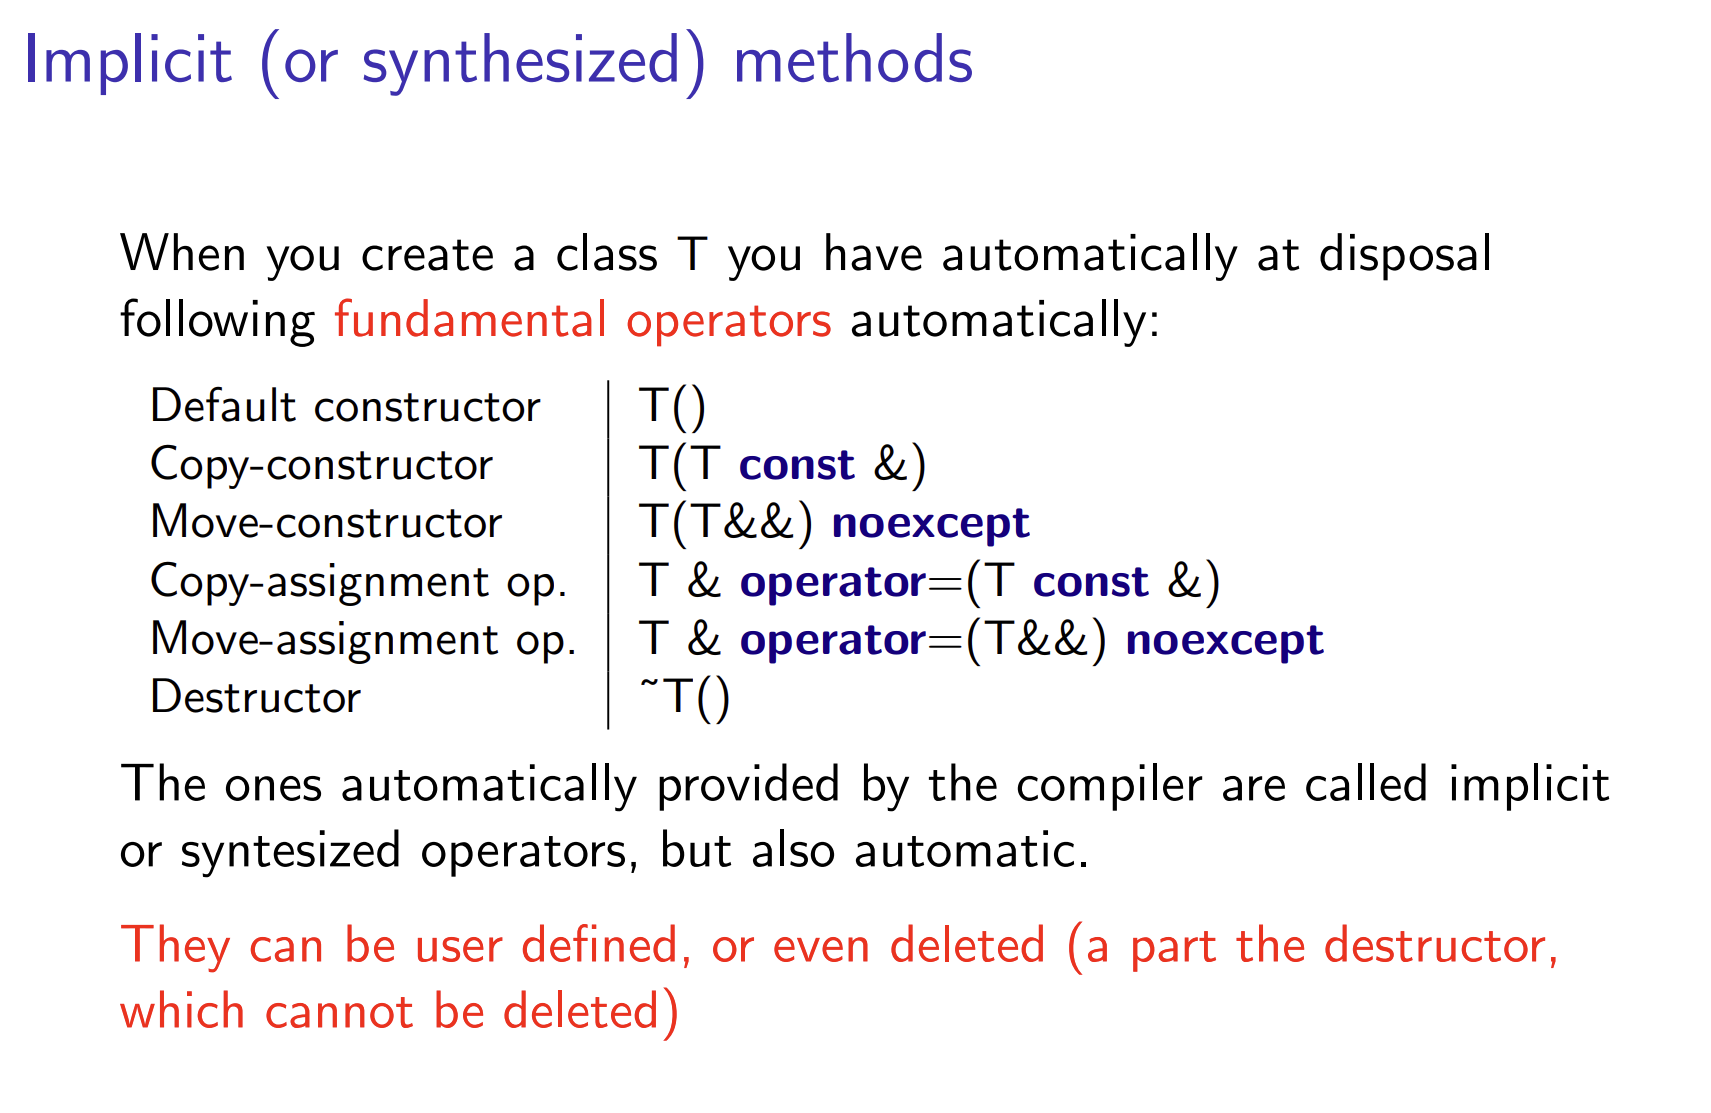 Implicit (or synthesized) methods
When you create a class T you have automatically at disposal
following fundamental operators automatically:
Default constructor | T()
Copy-constructor | T(T const &)
Move-constructor | T(T&&) noexcept
Copy-assignment op. | T & operator=(T const &)
Move-assignment op. | T & operator=(T&&) noexcept
Destructor | ~T()
The ones automatically provided by the compiler are called implicit
or syntesized operators, but also automatic.
They can be user defined, or even deleted (a part the destructor,
which cannot be deleted)